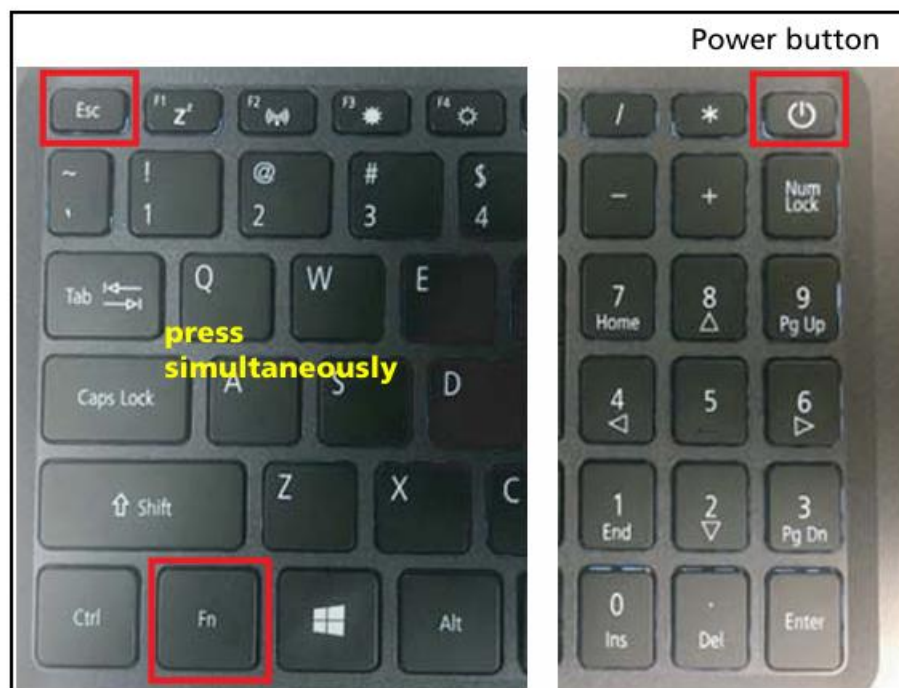 Power button
Esc F1 Zz F2 F3 F4 / *
~ ! @ # $ - + Num
Lock
` 1 2 3 4
Tab Q W E 7 8 9
Home Pg Up
press
simultaneously
Caps Lock A S D 4 5 6
Shift Z X C 1 2 3
End Pg Dn
Ctrl Fn Alt 0 . Enter
Ins Del